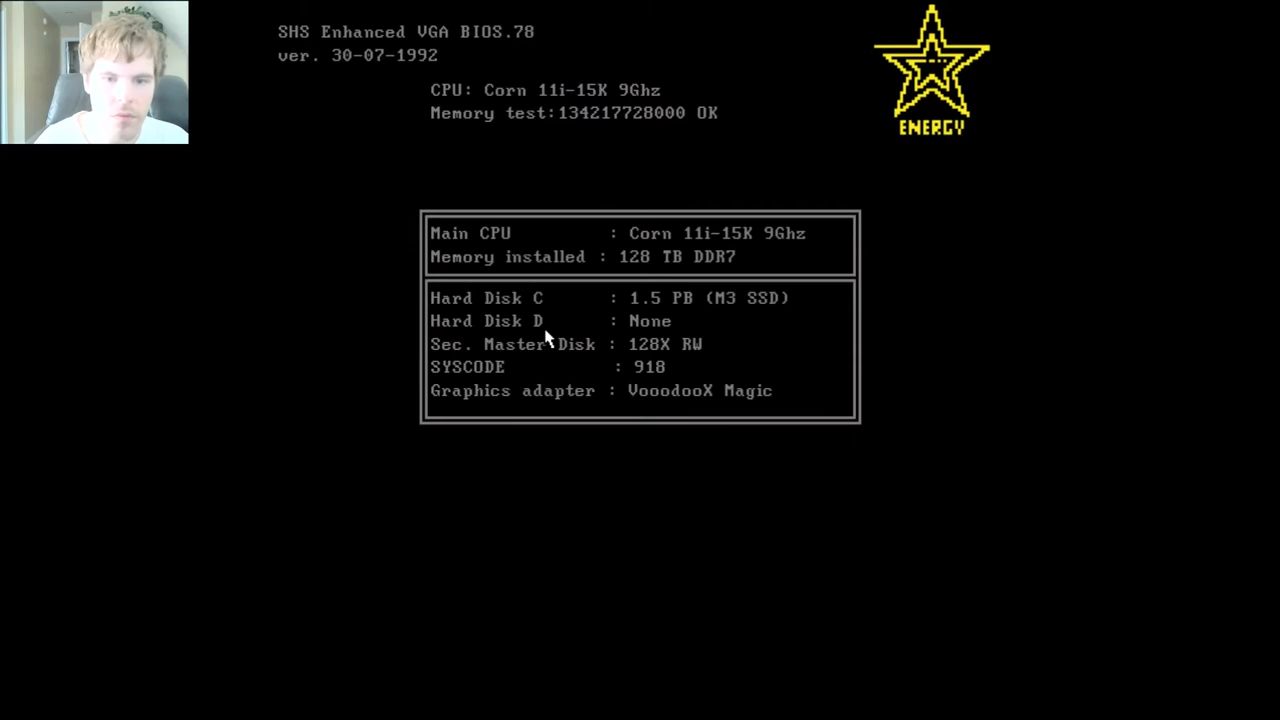 SHS Enhanced VGA BIOS.78
ver. 30-07-1992
CPU: Corn 11i-15K 9Ghz
Memory test:134217728000 OK
ENERGY
Main CPU : Corn 11i-15K 9Ghz
Memory installed : 128 TB DDR7
Hard Disk C : 1.5 PB (M3 SSD)
Hard Disk D : None
Sec. Master Disk : 128X RW
SYSCODE : 918
Graphics adapter : VooodooX Magic